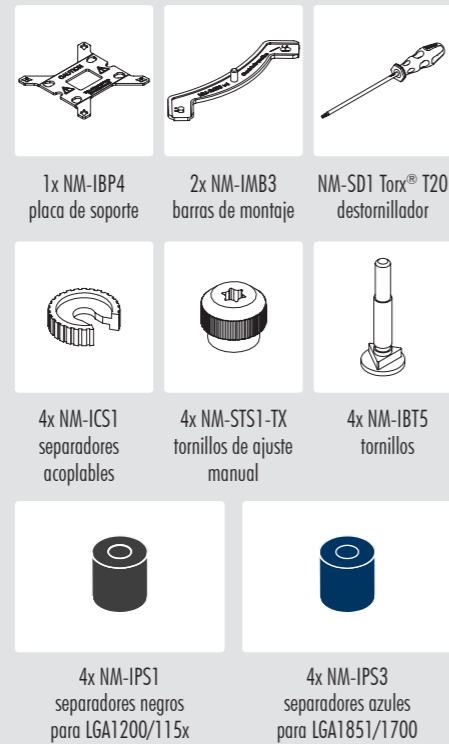 1x NM-IBP4
placa de soporte
2x NM-IMB3
barras de montaje
NM-SD1 Torx® T20
destornillador
4x NM-ICS1
separadores
acoplables
4x NM-STS1-TX
tornillos de ajuste
manual
4x NM-IBT5
tornillos
4x NM-IPS1
separadores negros
para LGA1200/115x
4x NM-IPS3
separadores azules
para LGA1851/1700